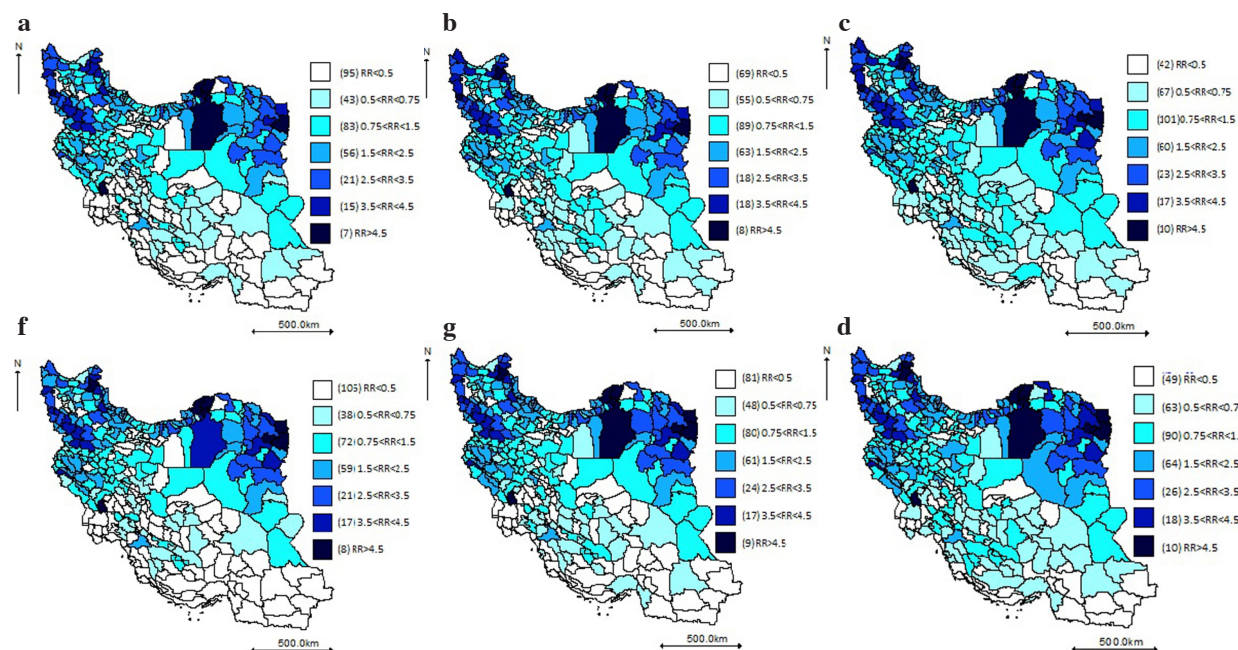 a
N
(95) RR<0.5
(43) 0.5<RR<0.75
(83) 0.75<RR<1.5
(56) 1.5<RR<2.5
(21) 2.5<RR<3.5
(15) 3.5<RR<4.5
(7) RR>4.5
500.0km
b
N
(69) RR<0.5
(55) 0.5<RR<0.75
(89) 0.75<RR<1.5
(63) 1.5<RR<2.5
(18) 2.5<RR<3.5
(18) 3.5<RR<4.5
(8) RR>4.5
500.0km
c
N
(42) RR<0.5
(67) 0.5<RR<0.75
(101) 0.75<RR<1.5
(60) 1.5<RR<2.5
(23) 2.5<RR<3.5
(17) 3.5<RR<4.5
(10) RR>4.5
500.0km
f
N
(105) RR<0.5
(38) 0.5<RR<0.75
(72) 0.75<RR<1.5
(59) 1.5<RR<2.5
(21) 2.5<RR<3.5
(17) 3.5<RR<4.5
(8) RR>4.5
500.0km
g
N
(81) RR<0.5
(48) 0.5<RR<0.75
(80) 0.75<RR<1.5
(61) 1.5<RR<2.5
(24) 2.5<RR<3.5
(17) 3.5<RR<4.5
(9) RR>4.5
500.0km
d
N
(49) RR<0.5
(63) 0.5<RR<0.7
(90) 0.75<RR<1.
(64) 1.5<RR<2.5
(26) 2.5<RR<3.5
(18) 3.5<RR<4.5
(10) RR>4.5
500.0km